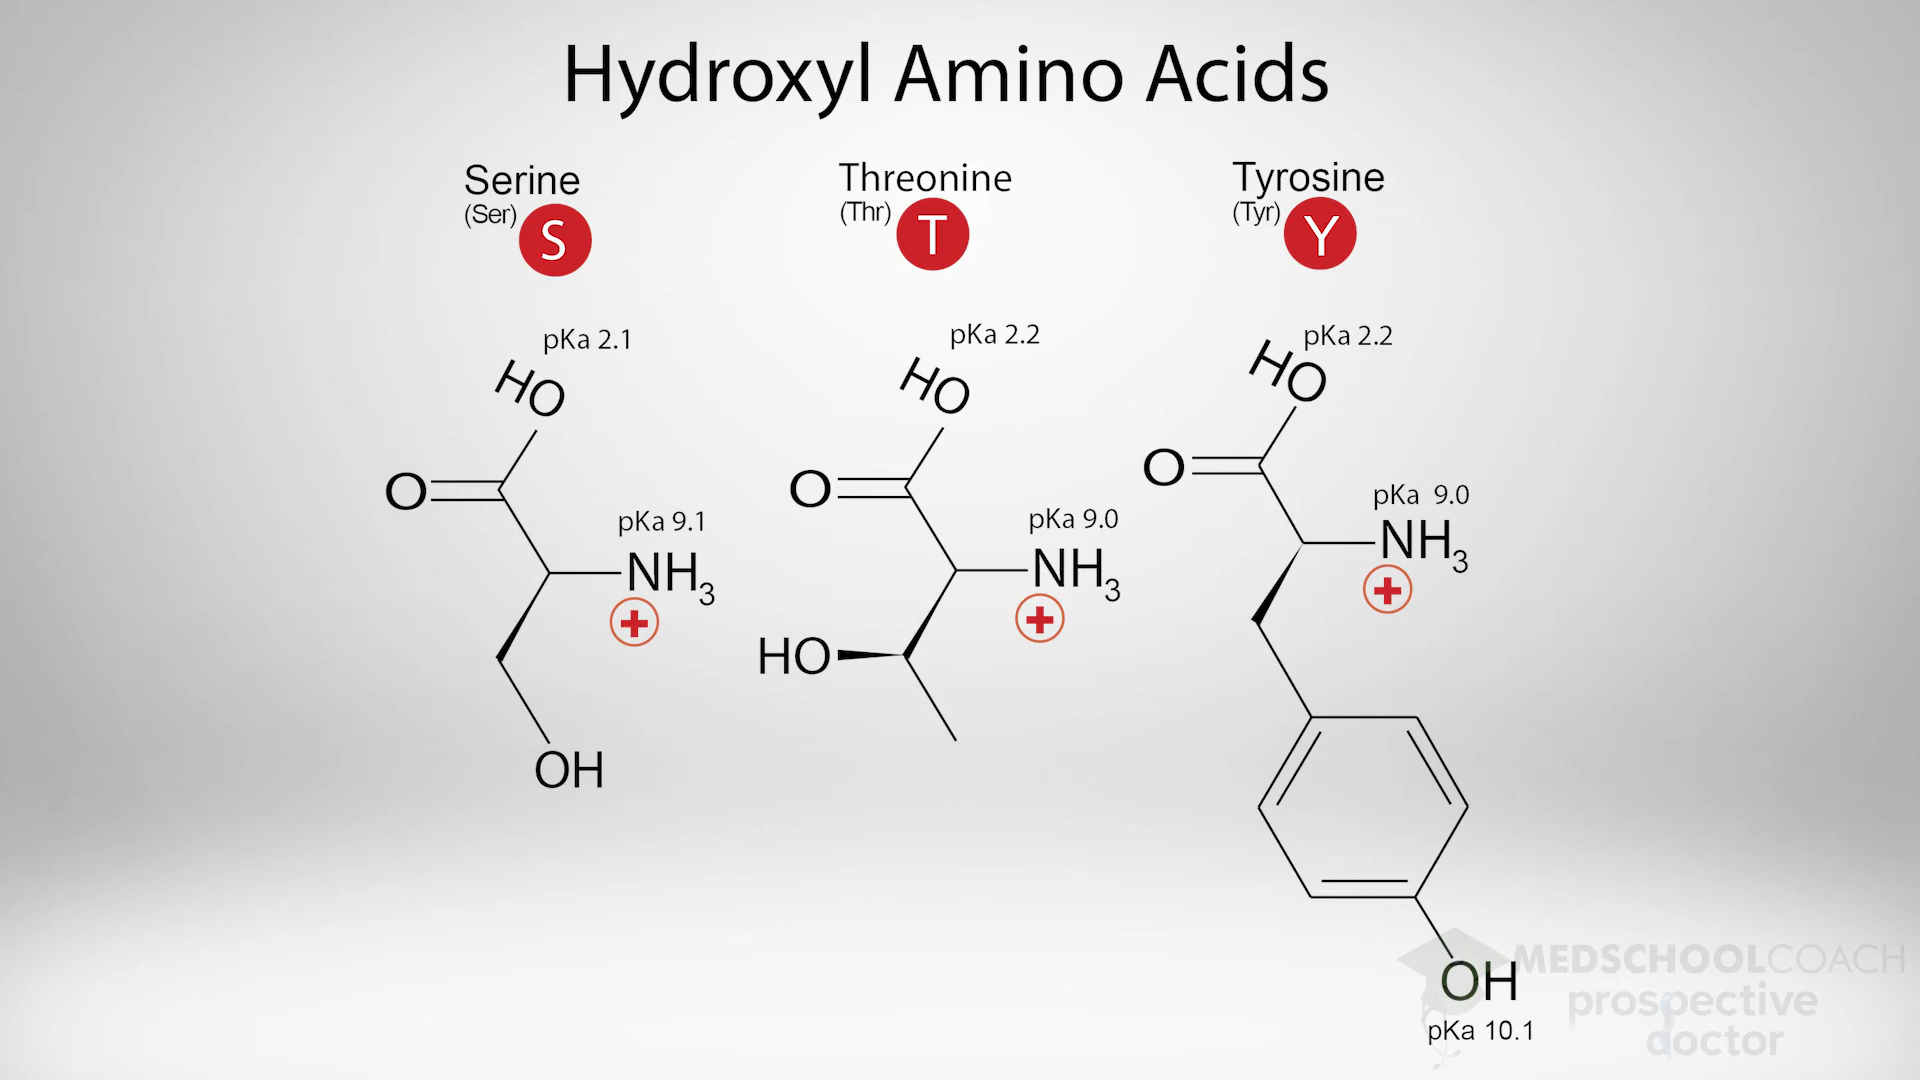 Hydroxyl Amino Acids
Serine
(Ser)
S
Threonine
(Thr)
T
Tyrosine
(Tyr)
Y
pKa 2.1
HO
O
pKa 9.1
NH3
+
OH
pKa 2.2
HO
O
pKa 9.0
NH3
+
HO
pKa 2.2
HO
O
pKa 9.0
NH3
+
OH
pKa 10.1
MEDSCHOOLCOACH
prospective
doctor